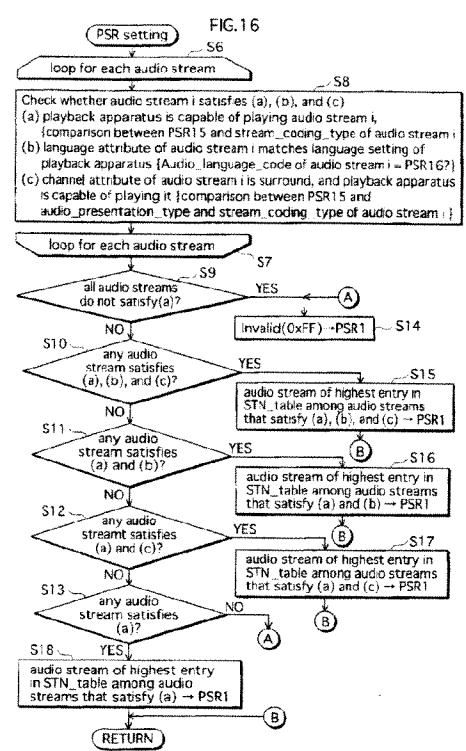 FIG.16
PSR setting
S6
loop for each audio stream
S8
Check whether audio stream i satisfies (a), (b), and (c)
(a) playback apparatus is capable of playing audio stream i,
{comparison between PSR15 and stream_coding_type of audio stream i
(b) language attribute of audio stream i matches language setting of
playback apparatus {Audio_language_code of audio stream i = PSR16?}
(c) channel attribute of audio stream i is surround, and playback apparatus
is capable of playing it {comparison between PSR15 and
audio_presentation_type and stream_coding_type of audio stream i}
loop for each audio stream
S7
S9
all audio streams
do not satisfy(a)?
YES
A
NO
Invalid(0xFF)→PSR1
S14
S10
any audio
stream satisfies
(a), (b), and (c)?
YES
S15
audio stream of highest entry in
STN_table among audio streams
that satisfy (a), (b), and (c) → PSR1
B
NO
S11
any audio
stream satisfies
(a) and (b)?
YES
S16
audio stream of highest entry in
STN_table among audio streams
that satisfy (a) and (b) → PSR1
B
NO
S12
any audio
streamt satisfies
(a) and (c)?
YES
S17
audio stream of highest entry in
STN_table among audio streams
that satisfy (a) and (c) → PSR1
B
NO
S13
any audio
stream satisfies
(a)?
NO
A
YES
S18
audio stream of highest entry
in STN_table among audio
streams that satisfy (a) → PSR1
B
RETURN